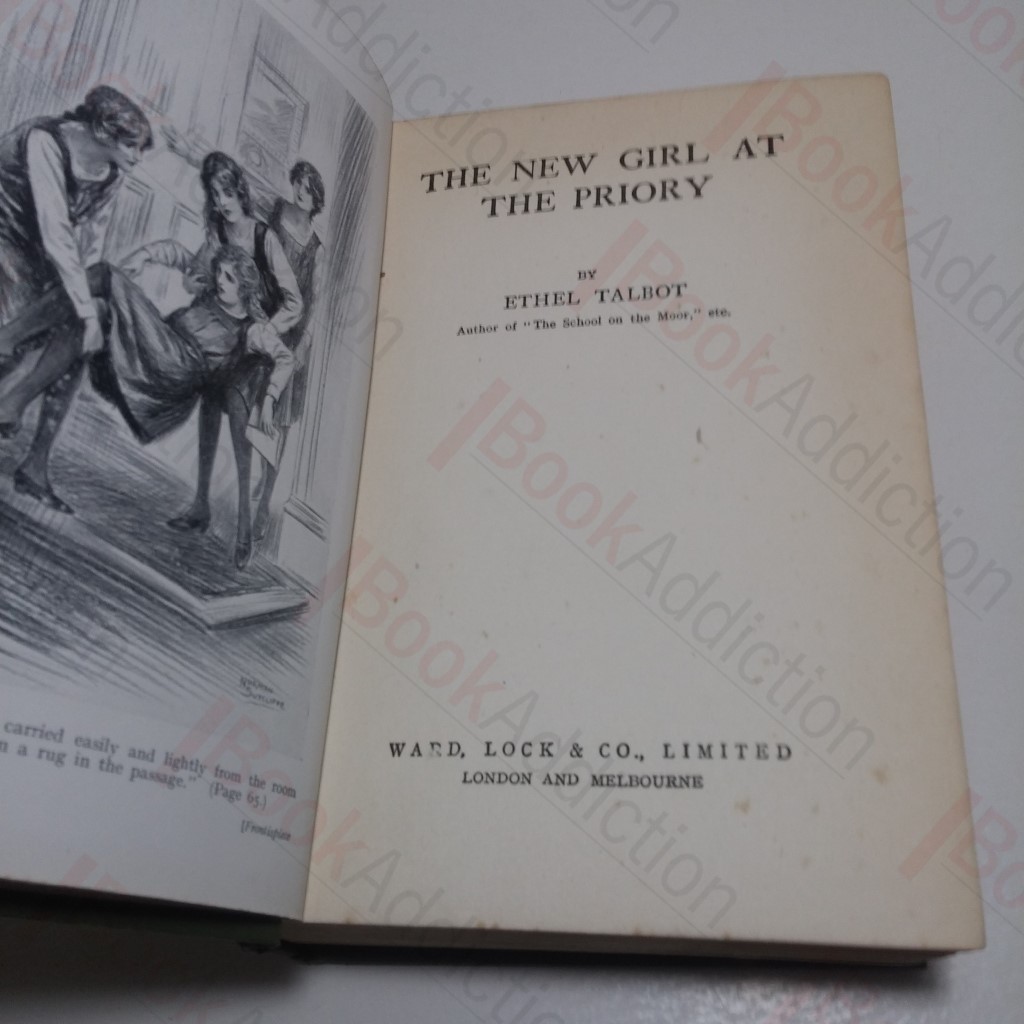 carried easily and lightly from the room
a rug in the passage." (Page 65.)
[Frontispiece
THE NEW GIRL AT
THE PRIORY
BY
ETHEL TALBOT
Author of "The School on the Moor," etc.
WARD, LOCK & CO., LIMITED
LONDON AND MELBOURNE
BookAddiction